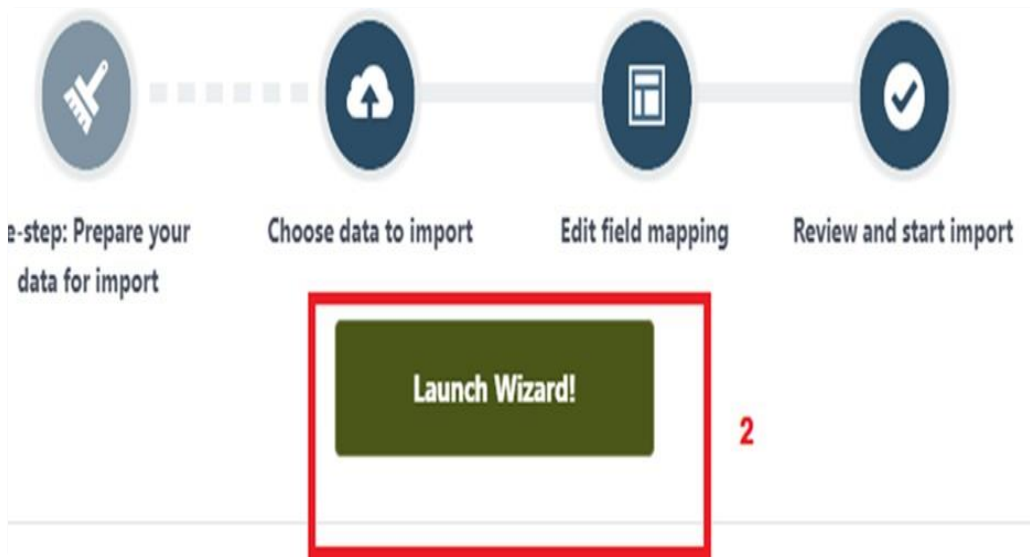 e-step: Prepare your
data for import
Choose data to import
Edit field mapping
Review and start import
Launch Wizard!
2